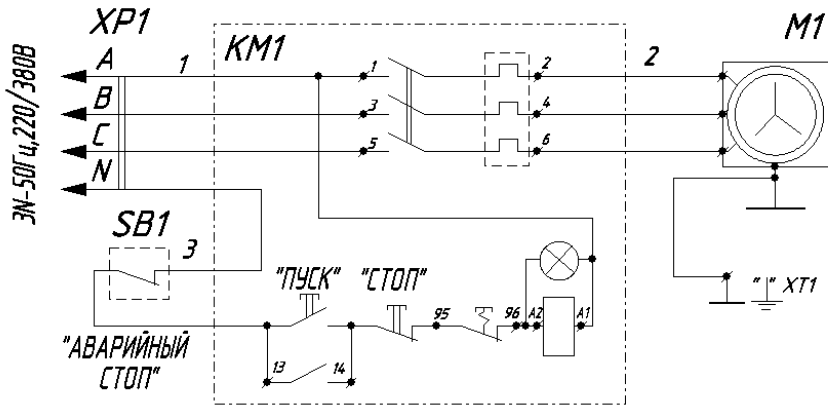 XP1
KM1
M1
A
1
1
2
2
B
3
4
C
5
6
N
3N~50Гц,220/380В
SB1
3
"ПУСК"
"СТОП"
95
96
A2
A1
" " XT1
"АВАРИЙНЫЙ
СТОП"
13
14